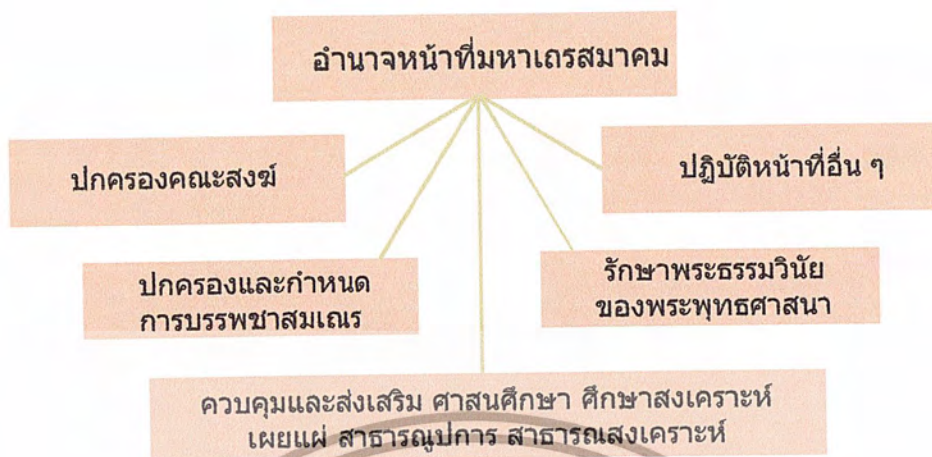 อำนาจหน้าที่มหาเถรสมาคม
ปกครองคณะสงฆ์
ปฏิบัติหน้าที่อื่น ๆ
ปกครองและกำหนด
การบรรพชาสามเณร
รักษาพระธรรมวินัย
ของพระพุทธศาสนา
ควบคุมและส่งเสริม ศาสนศึกษา ศึกษาสงเคราะห์
เผยแผ่ สาธารณูปการ สาธารณสงเคราะห์